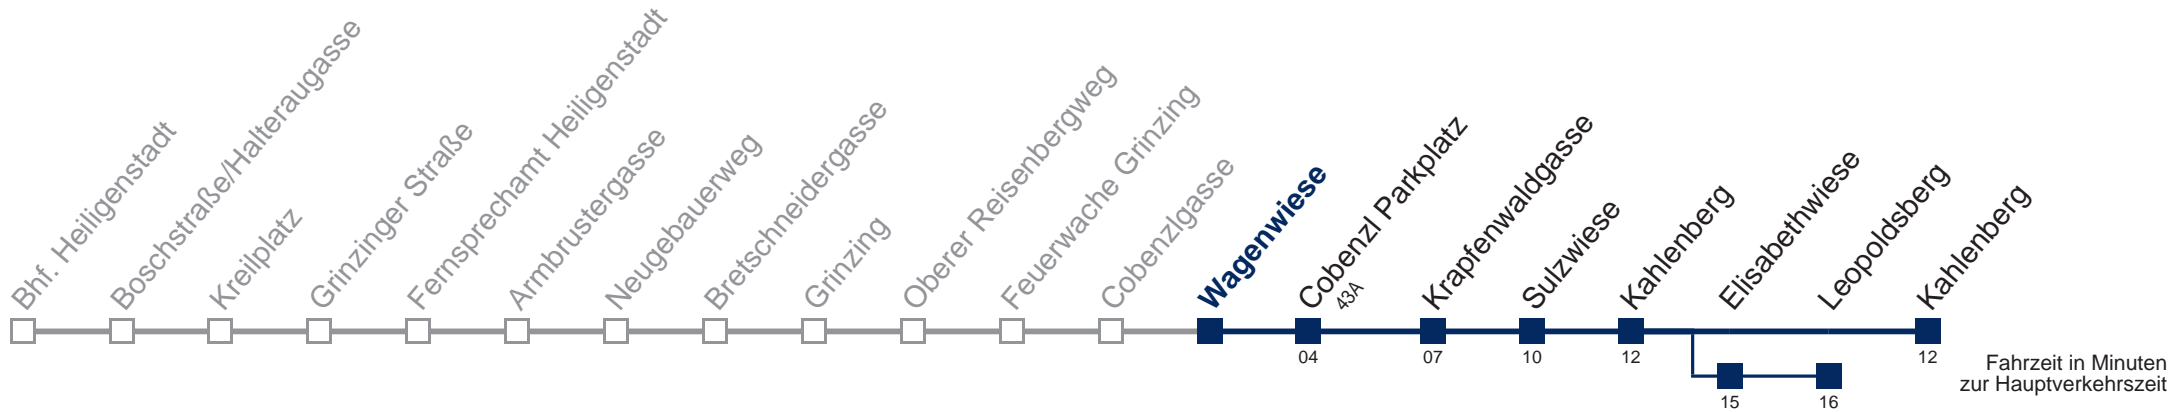 Bhf. Heiligenstadt
Boschstraße/Halteraugasse
Kreilplatz
Grinzinger Straße
Fernsprechamt Heiligenstadt
Armbrustergasse
Neugebauerweg
Bretschneidergasse
Grinzing
Oberer Reisenbergweg
Feuerwache Grinzing
Cobenzlgasse
Wagenwiese
Cobenzl Parkplatz
43A
Krapfenwaldgasse
Sulzwiese
Kahlenberg
Elisabethwiese
Leopoldsberg
Kahlenberg
04
07
10
12
12
15
16
Fahrzeit in Minuten
zur Hauptverkehrszeit